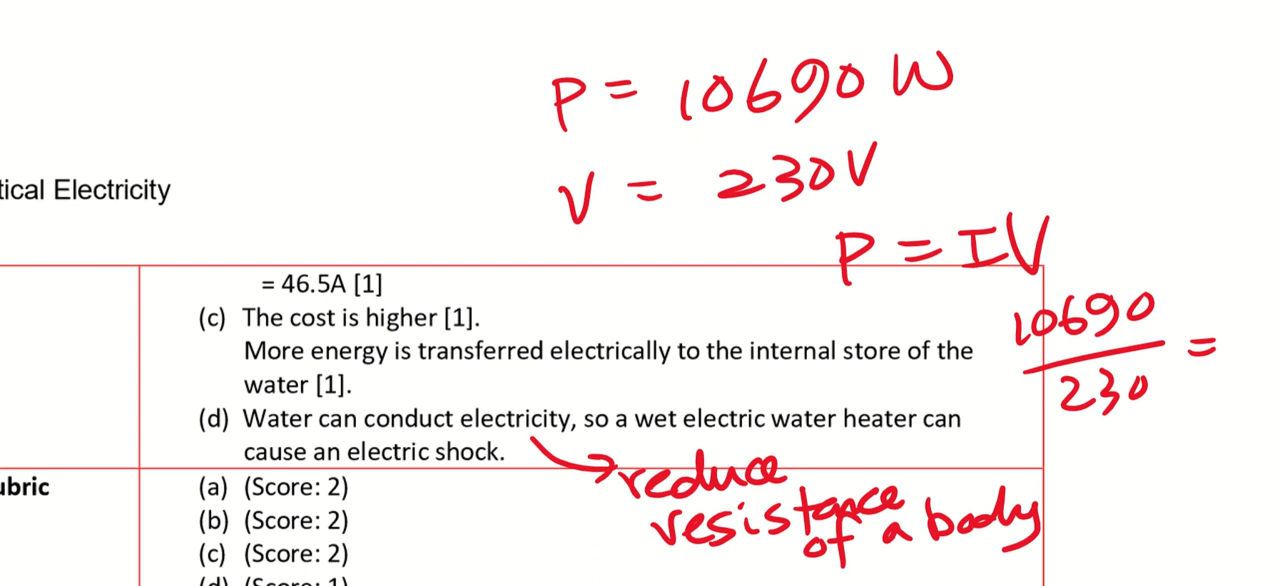 P = 10690 W
V = 230V
tical Electricity
P = IV
= 46.5A [1]
(c) The cost is higher [1].
More energy is transferred electrically to the internal store of the
water [1].
10690
230
=
(d) Water can conduct electricity, so a wet electric water heater can
cause an electric shock.
reduce
resistance
of a body
ubric
(a) (Score: 2)
(b) (Score: 2)
(c) (Score: 2)
(d) (Score: 1)